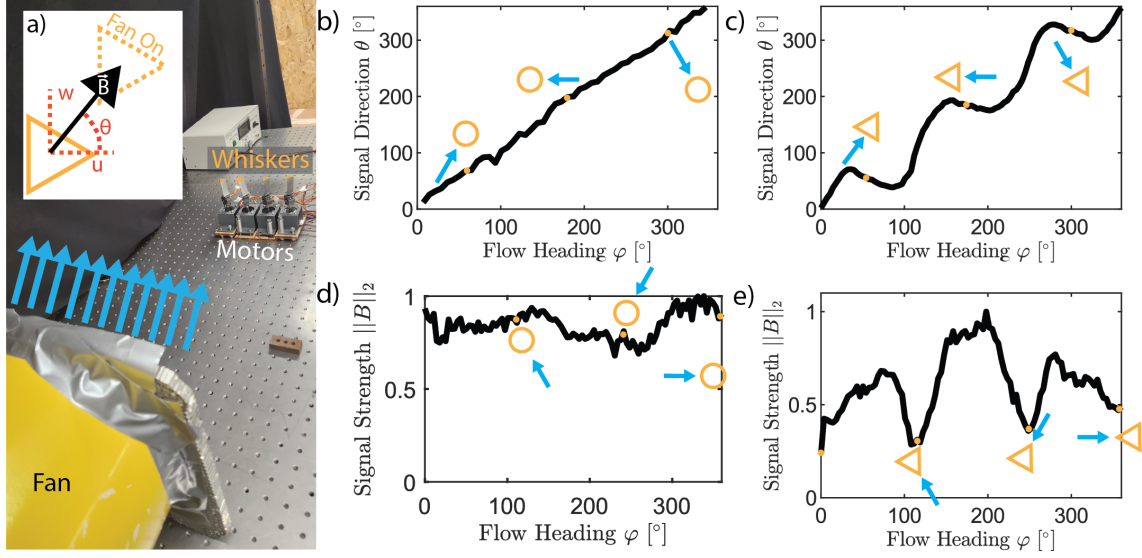 a)
Fan On
B
w
θ
u
Whiskers
Motors
Fan
b)
Signal Direction θ [°]
300
200
100
0
0 100 200 300
Flow Heading φ [°]
c)
Signal Direction θ [°]
300
200
100
0
0 100 200 300
Flow Heading φ [°]
d)
Signal Strength ||B||₂
1
0.5
0
0 100 200 300
Flow Heading φ [°]
e)
Signal Strength ||B||₂
1
0.5
0
0 100 200 300
Flow Heading φ [°]